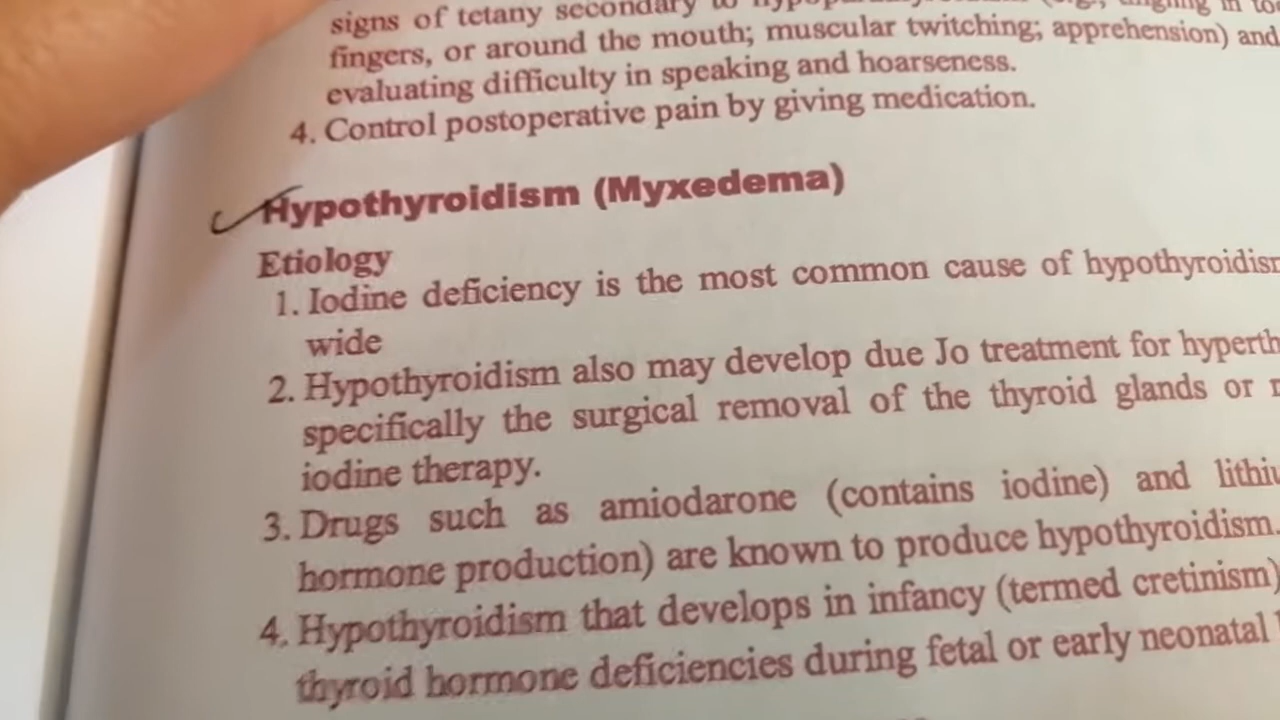 signs of tetany secondary to
fingers, or around the mouth; muscular twitching; apprehension) and
evaluating difficulty in speaking and hoarseness.
4. Control postoperative pain by giving medication.
Hypothyroidism (Myxedema)
Etiology
1. Iodine deficiency is the most common cause of
wide
2. Hypothyroidism also may develop due Jo treatment for
specifically the surgical removal of the thyroid glands or
iodine therapy.
3. Drugs such as amiodarone (contains iodine) and
hormone production) are known to produce hypothyroidism.
4. Hypothyroidism that develops in infancy (termed cretinism)
thyroid hormone deficiencies during fetal or early neonatal